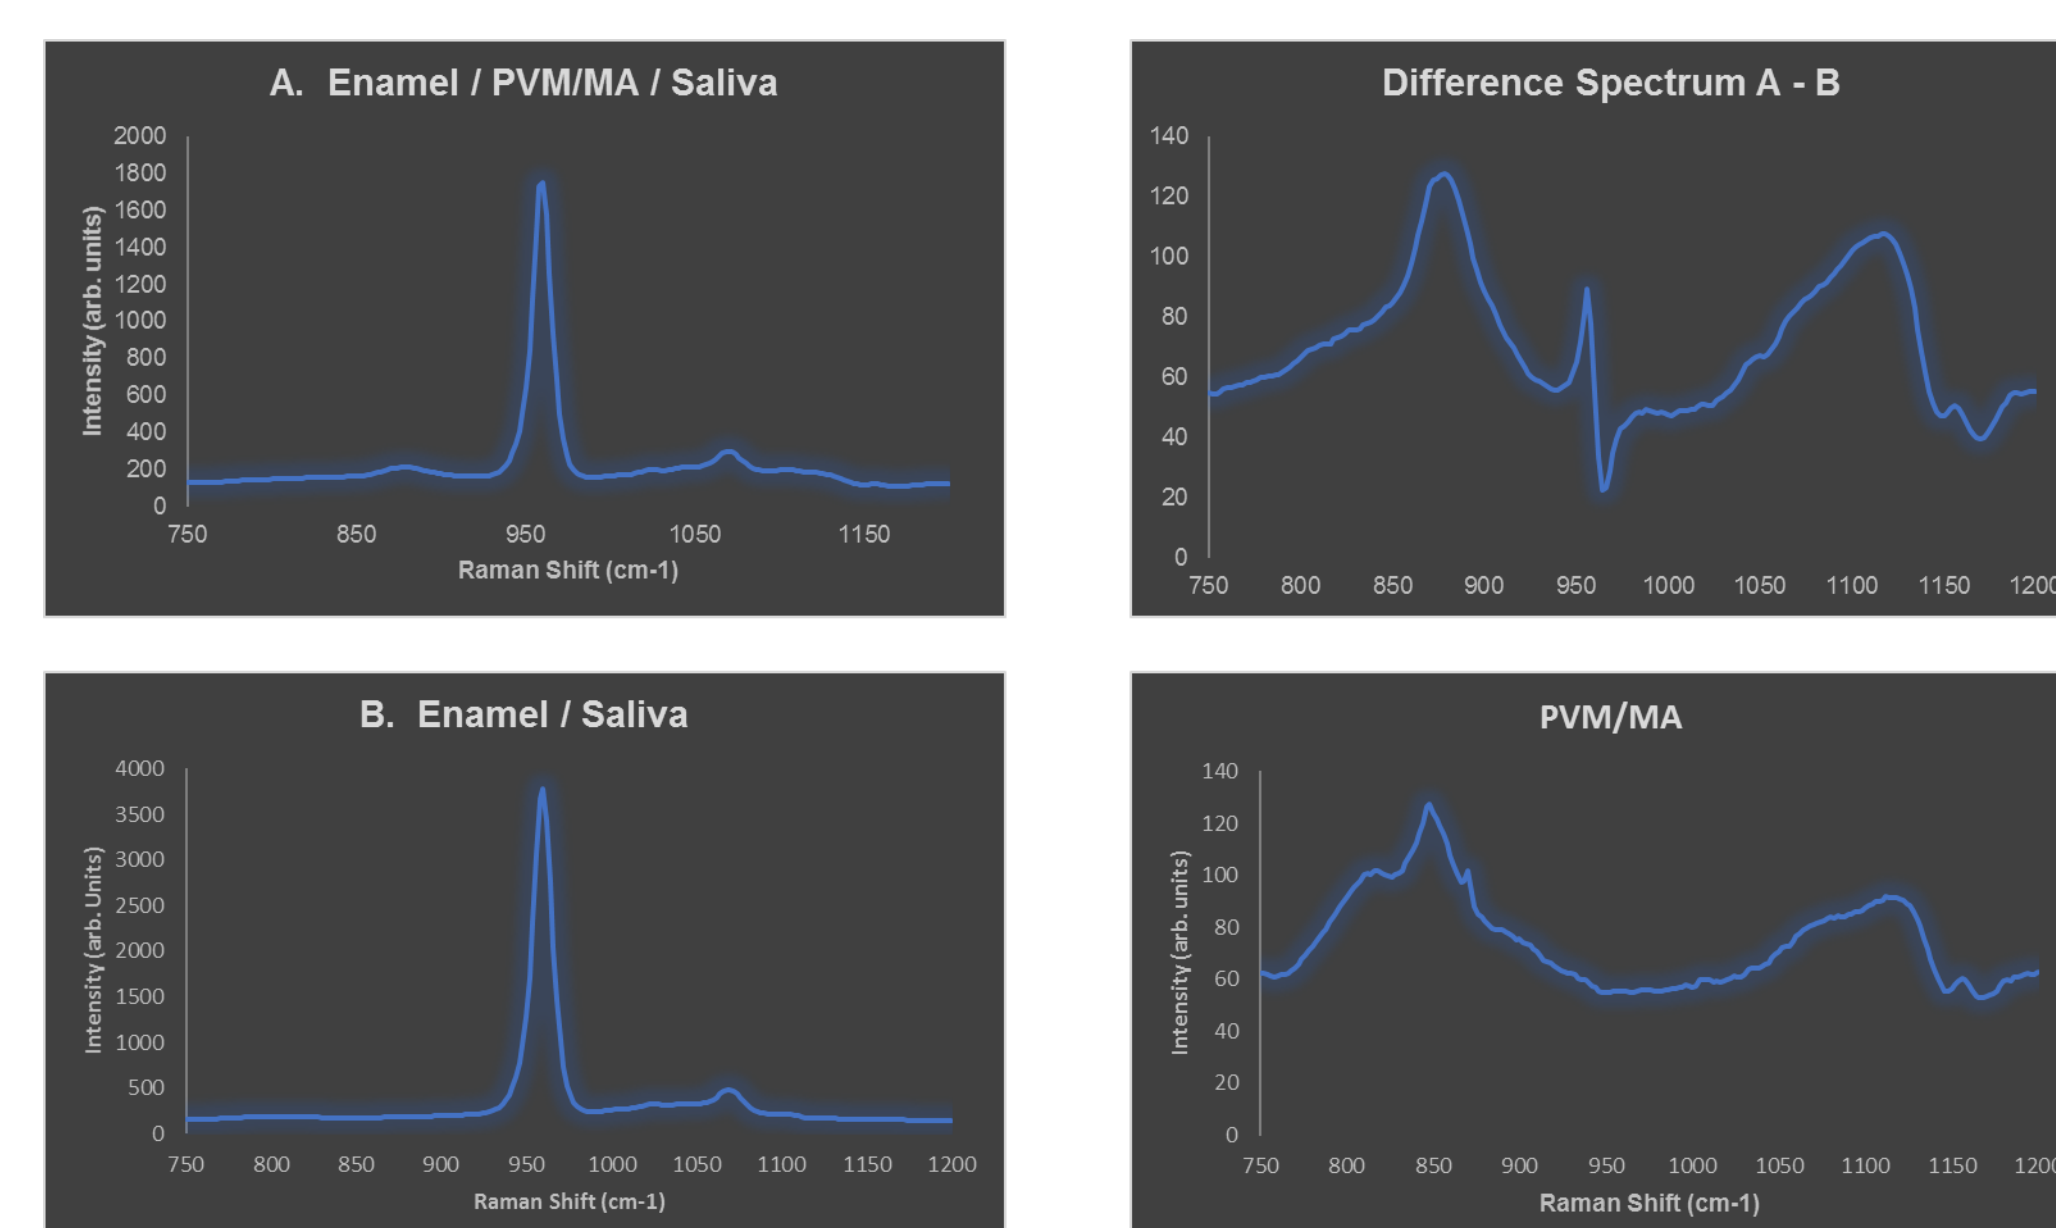 A.  Enamel / PVM/MA / Saliva
2000
1800
1600
1400
1200
1000
800
600
400
200
0
Intensity (arb. units)
750 850 950 1050 1150
Raman Shift (cm-1)
Difference Spectrum A - B
140
120
100
80
60
40
20
0
750 800 850 900 950 1000 1050 1100 1150 1200
B.  Enamel / Saliva
4000
3500
3000
2500
2000
1500
1000
500
0
Intensity (arb. Units)
750 800 850 900 950 1000 1050 1100 1150 1200
Raman Shift (cm-1)
PVM/MA
140
120
100
80
60
40
20
0
Intensity (arb. units)
750 800 850 900 950 1000 1050 1100 1150 1200
Raman Shift (cm-1)